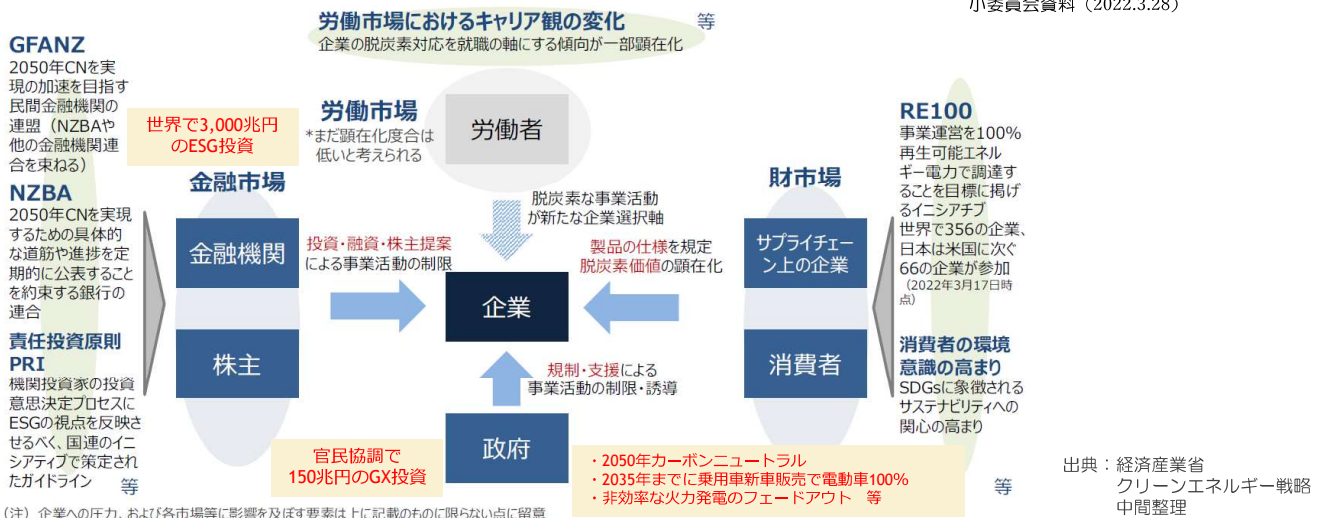 小委員会資料（2022.3.28）
労働市場におけるキャリア観の変化
企業の脱炭素対応を就職の軸にする傾向が一部顕在化
等
GFANZ
2050年CNを実
現の加速を目指す
民間金融機関の
連盟（NZBAや
他の金融機関連
合を束ねる）
NZBA
2050年CNを実現
するための具体的
な道筋や進捗を定
期的に公表すること
を約束する銀行の
連合
責任投資原則
PRI
機関投資家の投資
意思決定プロセスに
ESGの視点を反映さ
せるべく、国連のイニ
シアティブで策定され
たガイドライン
等
世界で3,000兆円
のESG投資
金融市場
金融機関
株主
労働市場
*まだ顕在化度合は
低いと考えられる
労働者
脱炭素な事業活動
が新たな企業選択軸
投資・融資・株主提案
による事業活動の制限
企業
製品の仕様を規定
脱炭素価値の顕在化
規制・支援による
事業活動の制限・誘導
政府
官民協調で
150兆円のGX投資
・2050年カーボンニュートラル
・2035年までに乗用車新車販売で電動車100%
・非効率な火力発電のフェードアウト　等
財市場
サプライチェー
ン上の企業
消費者
RE100
事業運営を100%
再生可能エネル
ギー電力で調達す
ることを目標に掲げ
るイニシアチブ
世界で356の企業、
日本は米国に次ぐ
66の企業が参加
（2022年3月17日時
点）
消費者の環境
意識の高まり
SDGsに象徴される
サステナビリティへの
関心の高まり
等
（注）企業への圧力、および各市場等に影響を及ぼす要素は上に記載のものに限らない点に留意
出典：経済産業省
クリーンエネルギー戦略
中間整理